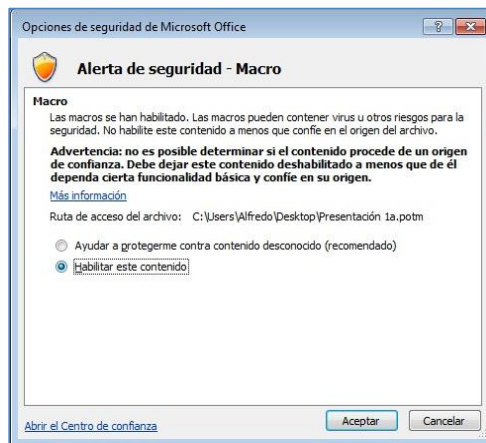 Opciones de seguridad de Microsoft Office
Alerta de seguridad - Macro
Macro
Las macros se han habilitado. Las macros pueden contener virus u otros riesgos para la
seguridad. No habilite este contenido a menos que confíe en el origen del archivo.
Advertencia: no es posible determinar si el contenido procede de un origen
de confianza. Debe dejar este contenido deshabilitado a menos que de él
dependa cierta funcionalidad básica y confíe en su origen.
Más información
Ruta de acceso del archivo: C:\Users\Alfredo\Desktop\Presentación 1a.potm
Ayudar a protegerme contra contenido desconocido (recomendado)
Habilitar este contenido
Abrir el Centro de confianza
Aceptar
Cancelar